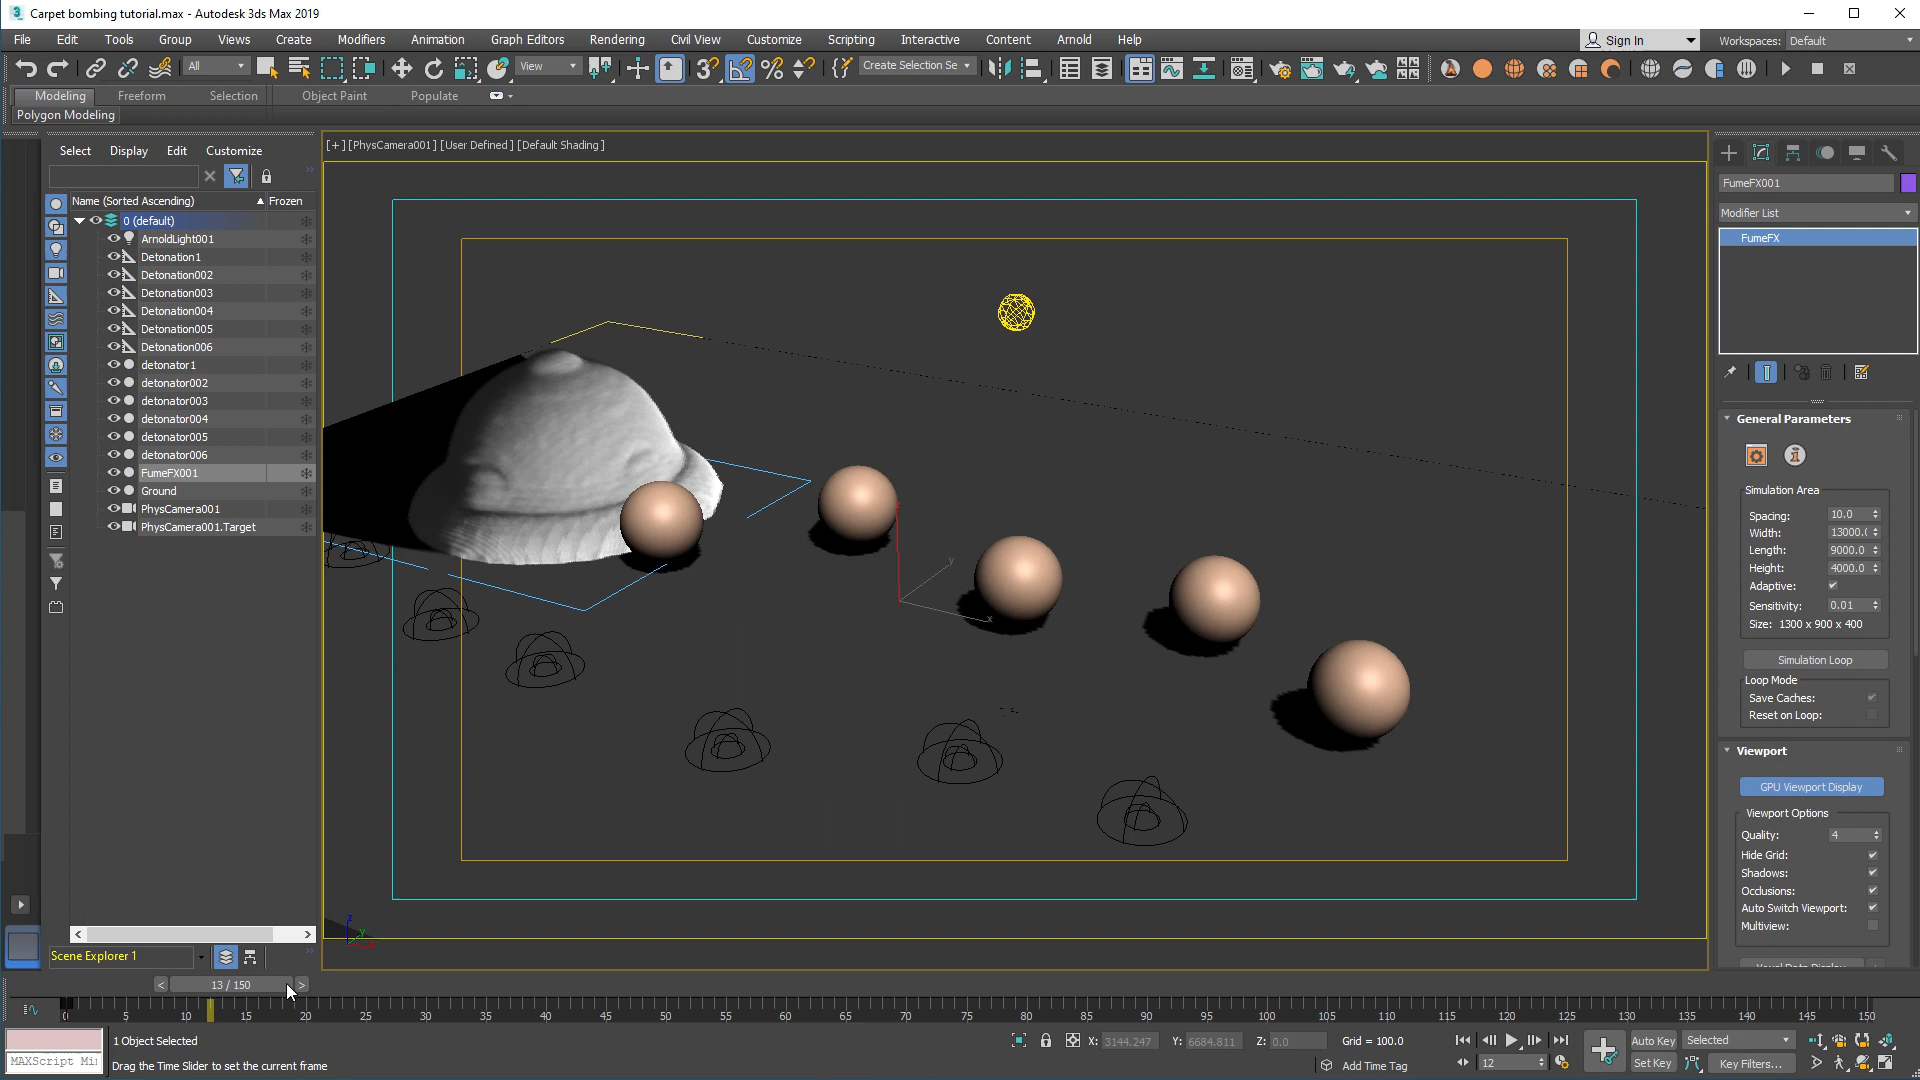 Carpet bombing tutorial.max - Autodesk 3ds Max 2019
File Edit Tools Group Views Create Modifiers Animation Graph Editors Rendering Civil View Customize Scripting Interactive Content Arnold Help
Sign In Workspaces: Default
All View Create Selection Se
Modeling Freeform Selection Object Paint Populate
Polygon Modeling
Select Display Edit Customize
Name (Sorted Ascending) Frozen
0 (default)
ArnoldLight001
Detonation1
Detonation002
Detonation003
Detonation004
Detonation005
Detonation006
detonator1
detonator002
detonator003
detonator004
detonator005
detonator006
FumeFX001
Ground
PhysCamera001
PhysCamera001.Target
Scene Explorer 1
[+] [PhysCamera001] [User Defined] [Default Shading]
x
y
z
FumeFX001
Modifier List
FumeFX
General Parameters
Simulation Area
Spacing: 10.0
Width: 13000.(
Length: 9000.0
Height: 4000.0
Adaptive:
Sensitivity: 0.01
Size: 1300 x 900 x 400
Simulation Loop
Loop Mode
Save Caches:
Reset on Loop:
Viewport
GPU Viewport Display
Viewport Options
Quality: 4
Hide Grid:
Shadows:
Occlusions:
Auto Switch Viewport:
Multiview:
< 13 / 150 >
0 5 10 15 20 25 30 35 40 45 50 55 60 65 70 75 80 85 90 95 100 105 110 115 120 125 130 135 140 145 150
1 Object Selected
X: 3144.247 Y: 6684.811 Z: 0.0 Grid = 100.0
Auto Key Selected
MAXScript Mi
Drag the Time Slider to set the current frame
Add Time Tag
12
Set Key Key Filters...